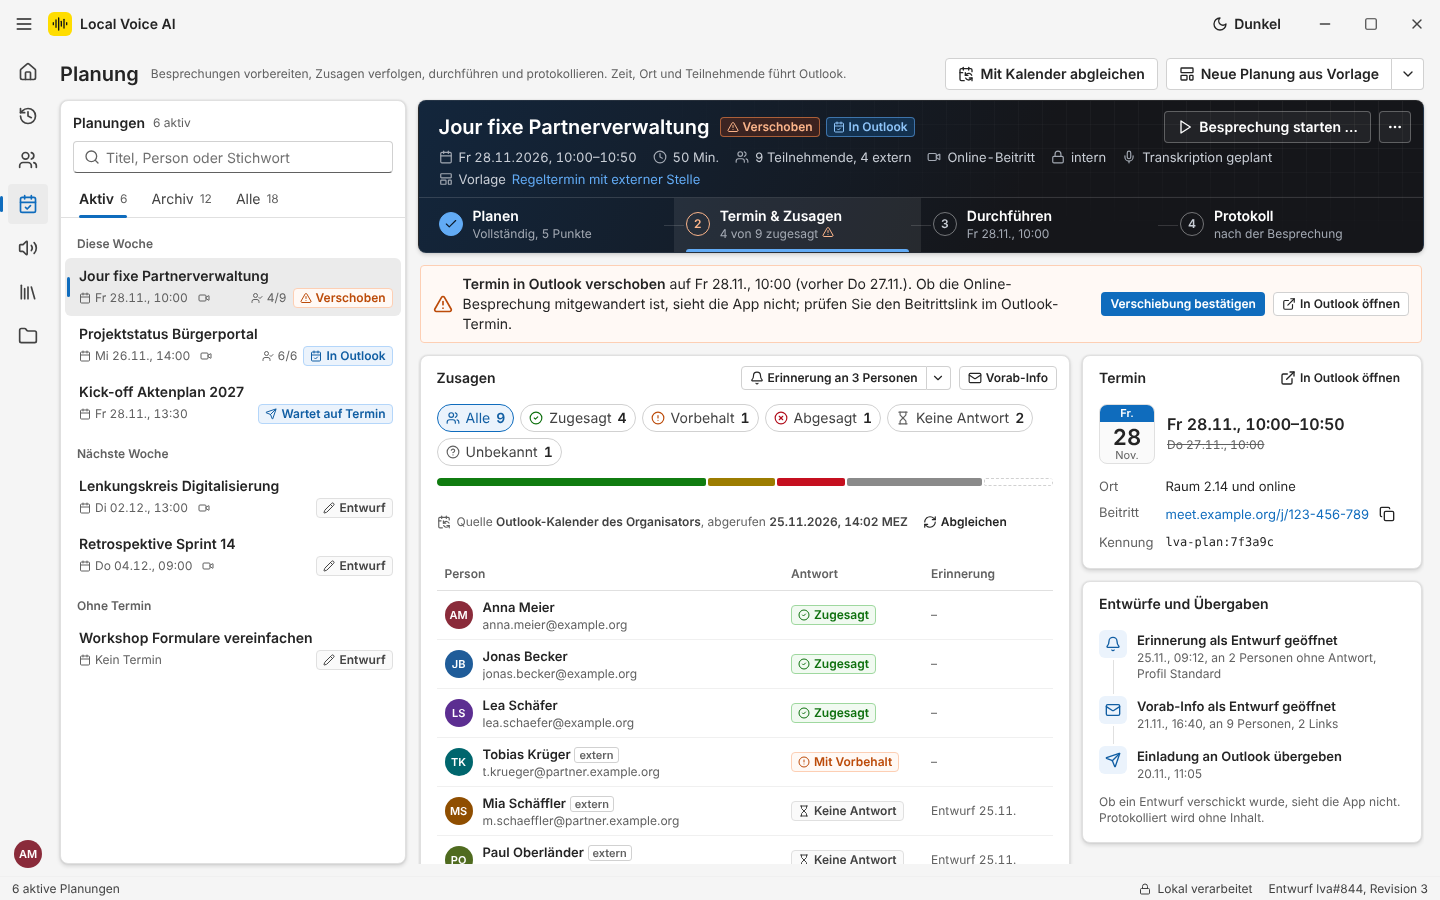 Local Voice AI
Dunkel
Planung
Besprechungen vorbereiten, Zusagen verfolgen, durchführen und protokollieren. Zeit, Ort und Teilnehmende führt Outlook.
Mit Kalender abgleichen
Neue Planung aus Vorlage
Planungen 6 aktiv
Titel, Person oder Stichwort
Aktiv 6 Archiv 12 Alle 18
Diese Woche
Jour fixe Partnerverwaltung
Fr 28.11., 10:00 4/9 Verschoben
Projektstatus Bürgerportal
Mi 26.11., 14:00 6/6 In Outlook
Kick-off Aktenplan 2027
Fr 28.11., 13:30 Wartet auf Termin
Nächste Woche
Lenkungskreis Digitalisierung
Di 02.12., 13:00 Entwurf
Retrospektive Sprint 14
Do 04.12., 09:00 Entwurf
Ohne Termin
Workshop Formulare vereinfachen
Kein Termin Entwurf
AM
Jour fixe Partnerverwaltung Verschoben In Outlook
Besprechung starten ...
Fr 28.11.2026, 10:00–10:50 50 Min. 9 Teilnehmende, 4 extern Online-Beitritt intern Transkription geplant
Vorlage Regeltermin mit externer Stelle
Planen
Vollständig, 5 Punkte
2 Termin & Zusagen
4 von 9 zugesagt
3 Durchführen
Fr 28.11., 10:00
4 Protokoll
nach der Besprechung
Termin in Outlook verschoben auf Fr 28.11., 10:00 (vorher Do 27.11.). Ob die Online-
Besprechung mitgewandert ist, sieht die App nicht; prüfen Sie den Beitrittslink im Outlook-
Termin.
Verschiebung bestätigen
In Outlook öffnen
Zusagen
Erinnerung an 3 Personen
Vorab-Info
Alle 9 Zugesagt 4 Vorbehalt 1 Abgesagt 1 Keine Antwort 2
Unbekannt 1
Quelle Outlook-Kalender des Organisators, abgerufen 25.11.2026, 14:02 MEZ Abgleichen
Person Antwort Erinnerung
AM Anna Meier
anna.meier@example.org
Zugesagt –
JB Jonas Becker
jonas.becker@example.org
Zugesagt –
LS Lea Schäfer
lea.schaefer@example.org
Zugesagt –
TK Tobias Krüger extern
t.krueger@partner.example.org
Mit Vorbehalt –
MS Mia Schäffler extern
m.schaeffler@partner.example.org
Keine Antwort Entwurf 25.11.
PO Paul Oberländer extern
Keine Antwort Entwurf 25.11.
Termin
In Outlook öffnen
Fr.
28
Nov.
Fr 28.11., 10:00–10:50
Do 27.11., 10:00
Ort Raum 2.14 und online
Beitritt meet.example.org/j/123-456-789
Kennung lva-plan:7f3a9c
Entwürfe und Übergaben
Erinnerung als Entwurf geöffnet
25.11., 09:12, an 2 Personen ohne Antwort,
Profil Standard
Vorab-Info als Entwurf geöffnet
21.11., 16:40, an 9 Personen, 2 Links
Einladung an Outlook übergeben
20.11., 11:05
Ob ein Entwurf verschickt wurde, sieht die App nicht.
Protokolliert wird ohne Inhalt.
6 aktive Planungen
Lokal verarbeitet
Entwurf lva#844, Revision 3